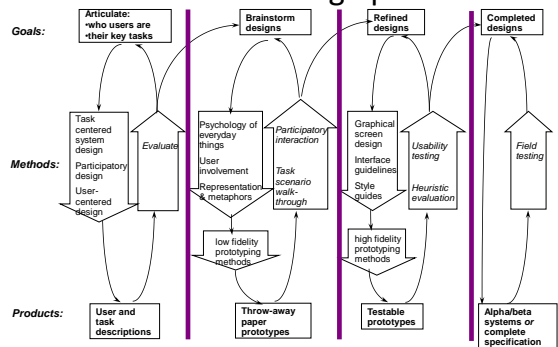 Goals:
Articulate:
•who users are
•their key tasks
Brainstorm
designs
Refined
designs
Completed
designs
Methods:
Task
centered
system
design
Participatory
design
User-
centered
design
Evaluate
Psychology of
everyday
things
User
involvement
Representation
& metaphors
low fidelity
prototyping
methods
Participatory
interaction
Task
scenario
walk-
through
Graphical
screen
design
Interface
guidelines
Style
guides
high fidelity
prototyping
methods
Usability
testing
Heuristic
evaluation
Field
testing
Products:
User and
task
descriptions
Throw-away
paper
prototypes
Testable
prototypes
Alpha/beta
systems or
complete
specification